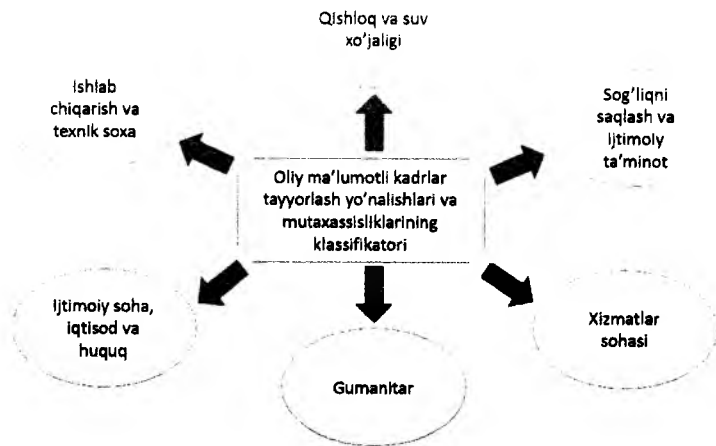 Qishloq va suv
xo'jaligi
Ishlab
chiqarish va
texnik soxa
Sog'liqni
saqlash va
ijtimoiy
ta'minot
Oliy ma'lumotli kadrlar
tayyorlash yo'nalishlari va
mutaxassisliklarining
klassifikatori
Ijtimoiy soha,
iqtisod va
huquq
Gumanitar
Xizmatlar
sohasi